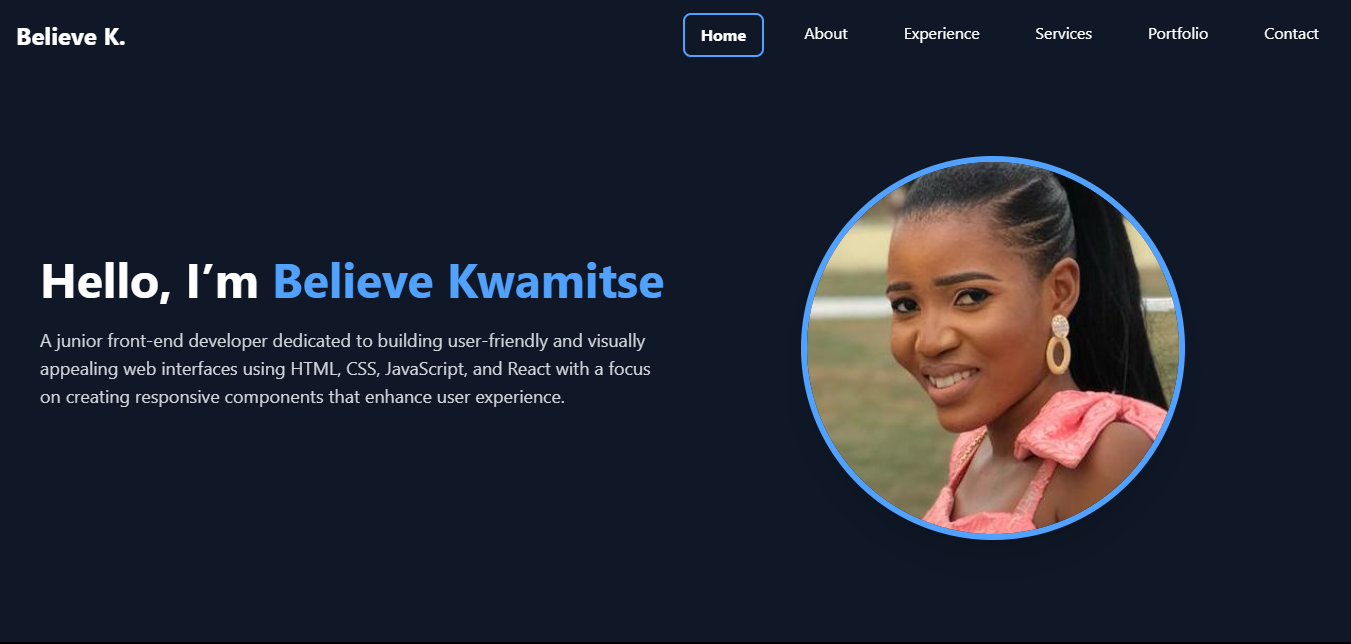 Believe K.
Home
About
Experience
Services
Portfolio
Contact
Hello, I’m Believe Kwamitse
A junior front-end developer dedicated to building user-friendly and visually
appealing web interfaces using HTML, CSS, JavaScript, and React with a focus
on creating responsive components that enhance user experience.